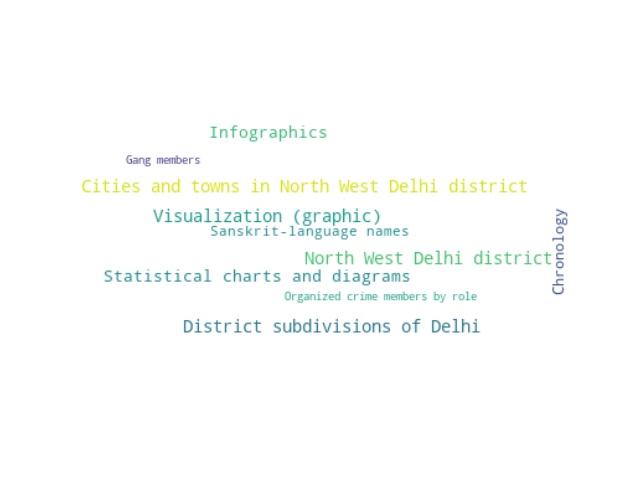 Infographics
Gang members
Cities and towns in North West Delhi district
Visualization (graphic)
Sanskrit-language names
North West Delhi district
Chronology
Statistical charts and diagrams
Organized crime members by role
District subdivisions of Delhi